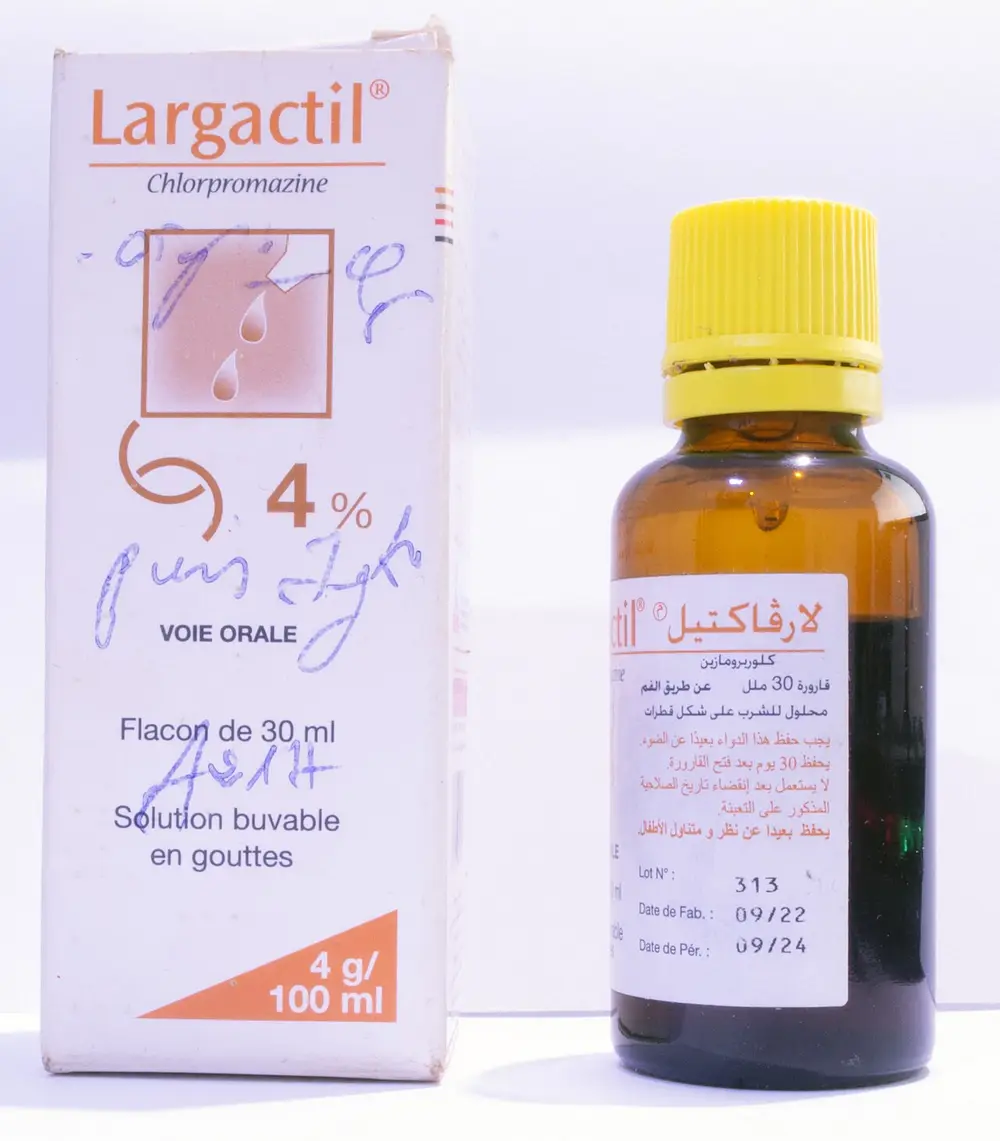 Largactil®
Chlorpromazine
4 %
VOIE ORALE
Flacon de 30 ml
Solution buvable
en gouttes
4 g/
100 ml
ctil® لارڤاكتيل
كلوربرومازين
قارورة 30 ملل عن طريق الفم
محلول للشرب على شكل قطرات
يجب حفظ هذا الدواء بعيدًا عن الضوء.
يحفظ 30 يوم بعد فتح القارورة.
لا يستعمل بعد إنقضاء تاريخ الصلاحية
المذكور على التعبئة.
يحفظ بعيدا عن نظر و متناول الأطفال
Lot N° : 313
Date de Fab. : 09/22
Date de Pér. : 09/24